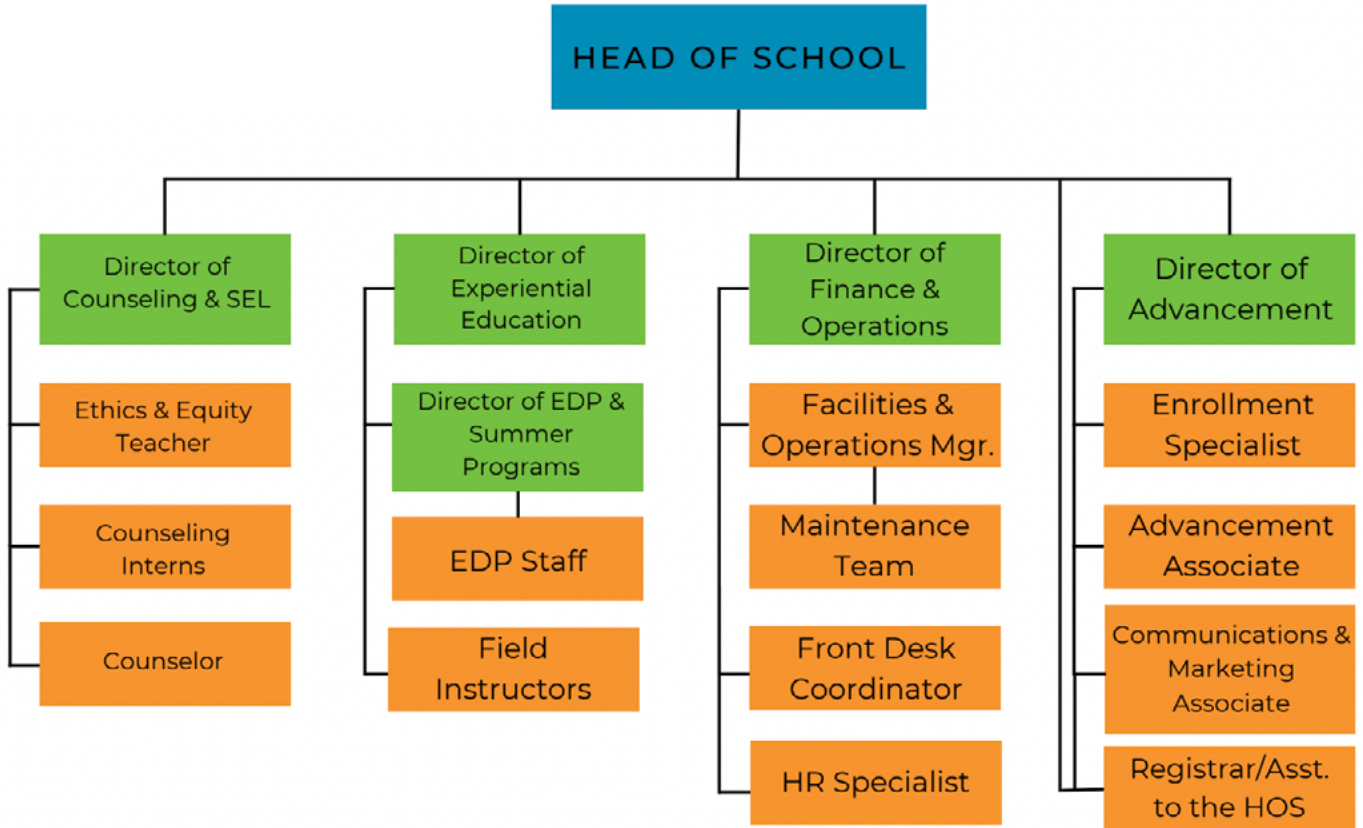 HEAD OF SCHOOL
Director of
Counseling & SEL
Ethics & Equity
Teacher
Counseling
Interns
Counselor
Director of
Experiential
Education
Director of EDP &
Summer
Programs
EDP Staff
Field
Instructors
Director of
Finance &
Operations
Facilities &
Operations Mgr.
Maintenance
Team
Front Desk
Coordinator
HR Specialist
Director of
Advancement
Enrollment
Specialist
Advancement
Associate
Communications &
Marketing
Associate
Registrar/Asst.
to the HOS